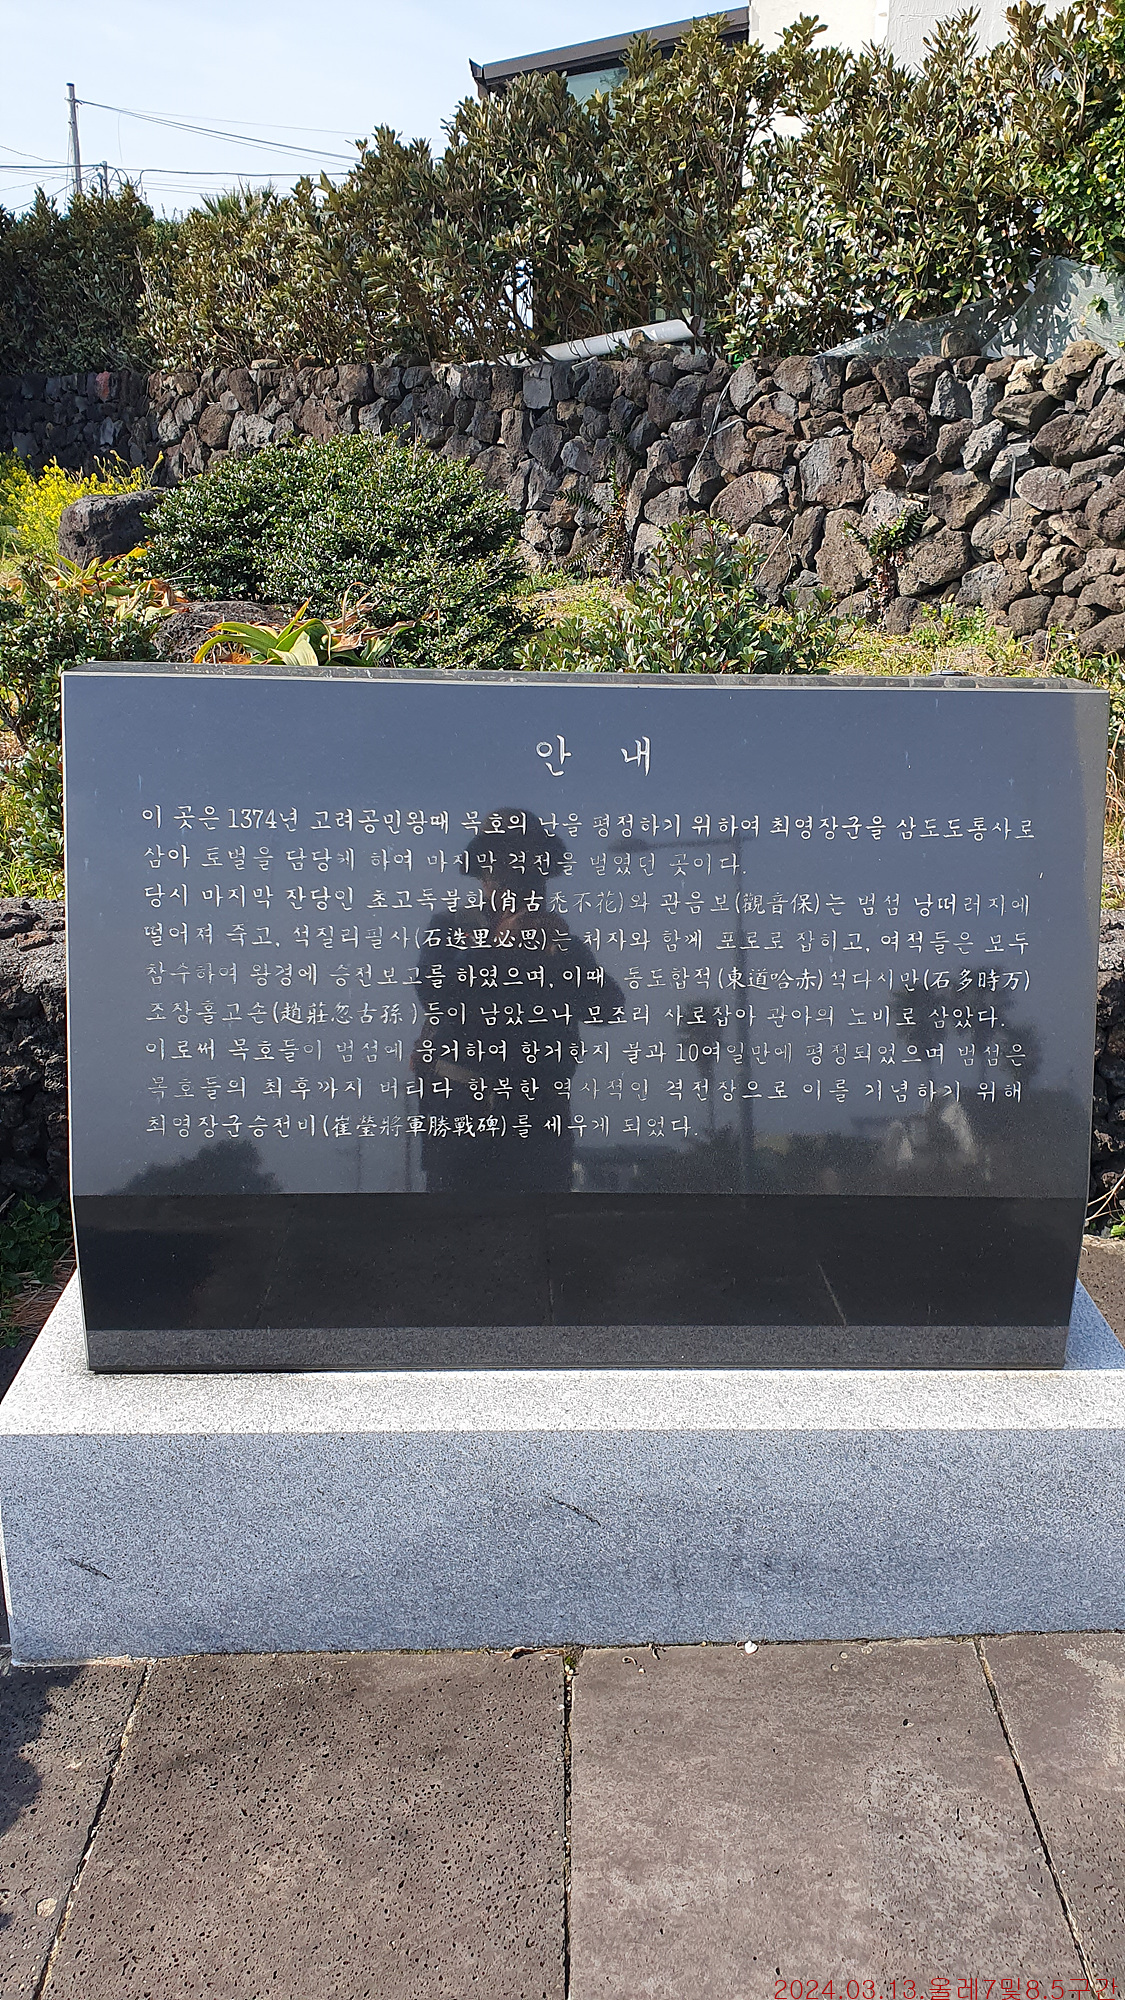 안 내
이 곳은 1374년 고려공민왕때 목호의 난을 평정하기 위하여 최영장군을 삼도도통사로
삼아 토벌을 담당케 하여 마지막 격전을 벌였던 곳이다.
당시 마지막 잔당인 초고독불화(肖古禿不花)와 관음보(觀音保)는 범섬 낭떠러지에
떨어져 죽고, 석질리필사(石迭里必思)는 처자와 함께 포로로 잡히고, 여적들은 모두
참수하여 왕경에 승전보고를 하였으며, 이때 동도합적(東道哈赤) 석다시만(石多時万)
조장홀고손(趙莊忽古孫)등이 남았으나 모조리 사로잡아 관아의 노비로 삼았다.
이로써 목호들이 범섬에 웅거하여 항거한지 불과 10여일만에 평정되었으며 범섬은
목호들의 최후까지 버티다 항복한 역사적인 격전장으로 이를 기념하기 위해
최영장군승전비(崔瑩將軍勝戰碑)를 세우게 되었다.
2024.03.13.올레7및8.5구간